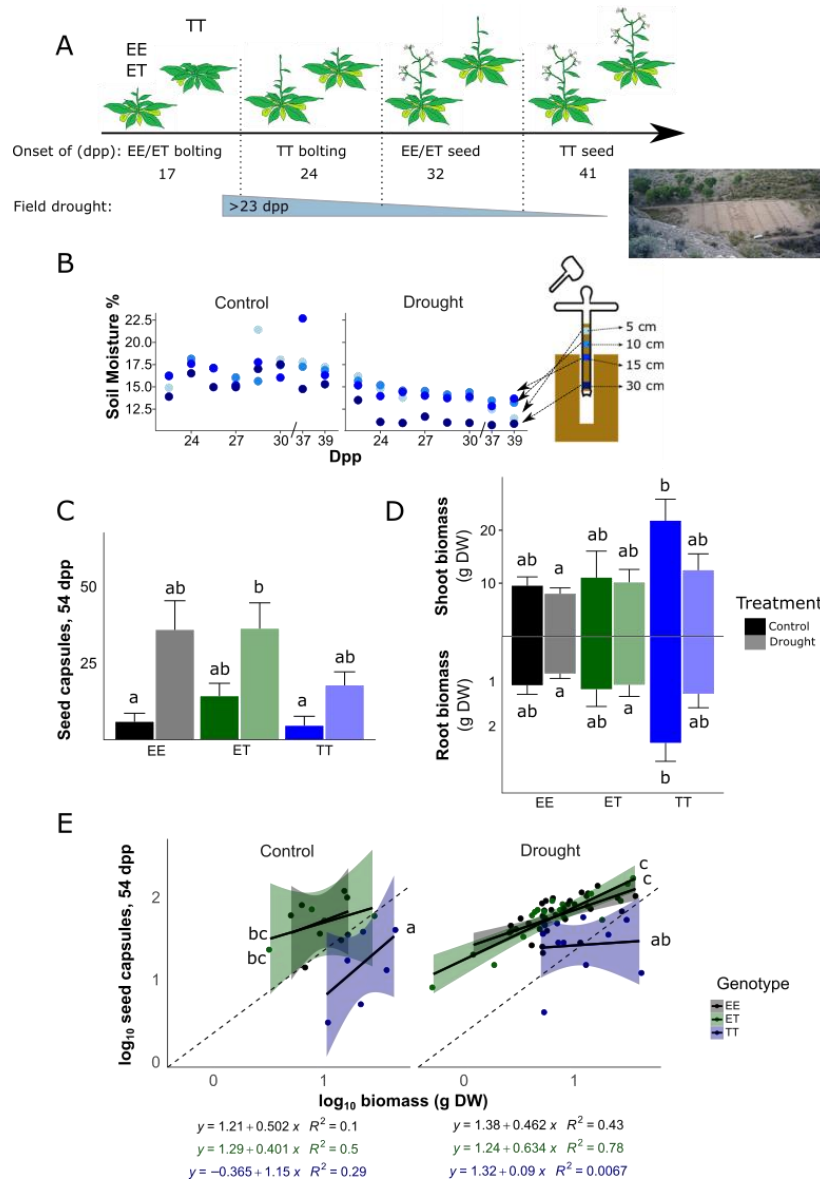 A
TT
EE
ET
Onset of (dpp): EE/ET bolting TT bolting EE/ET seed TT seed
17 24 32 41
Field drought: >23 dpp
B
Control Drought
Soil Moisture %
22.5
20.0
17.5
15.0
12.5
24 27 30 37 39 24 27 30 37 39
Dpp
5 cm
10 cm
15 cm
30 cm
C
Seed capsules, 54 dpp
50
25
a ab ab b a ab
EE ET TT
D
Shoot biomass
(g DW)
20
10
ab a ab ab b ab
Root biomass
(g DW)
1
2
ab a ab a b ab
EE ET TT
Treatment
Control
Drought
E
Control Drought
log10 seed capsules, 54 dpp
2
1
0
bc
bc
a
c
c
ab
0 1 0 1
log10 biomass (g DW)
Genotype
EE
ET
TT
y = 1.21 + 0.502 x R² = 0.1 y = 1.38 + 0.462 x R² = 0.43
y = 1.29 + 0.401 x R² = 0.5 y = 1.24 + 0.634 x R² = 0.78
y = −0.365 + 1.15 x R² = 0.29 y = 1.32 + 0.09 x R² = 0.0067